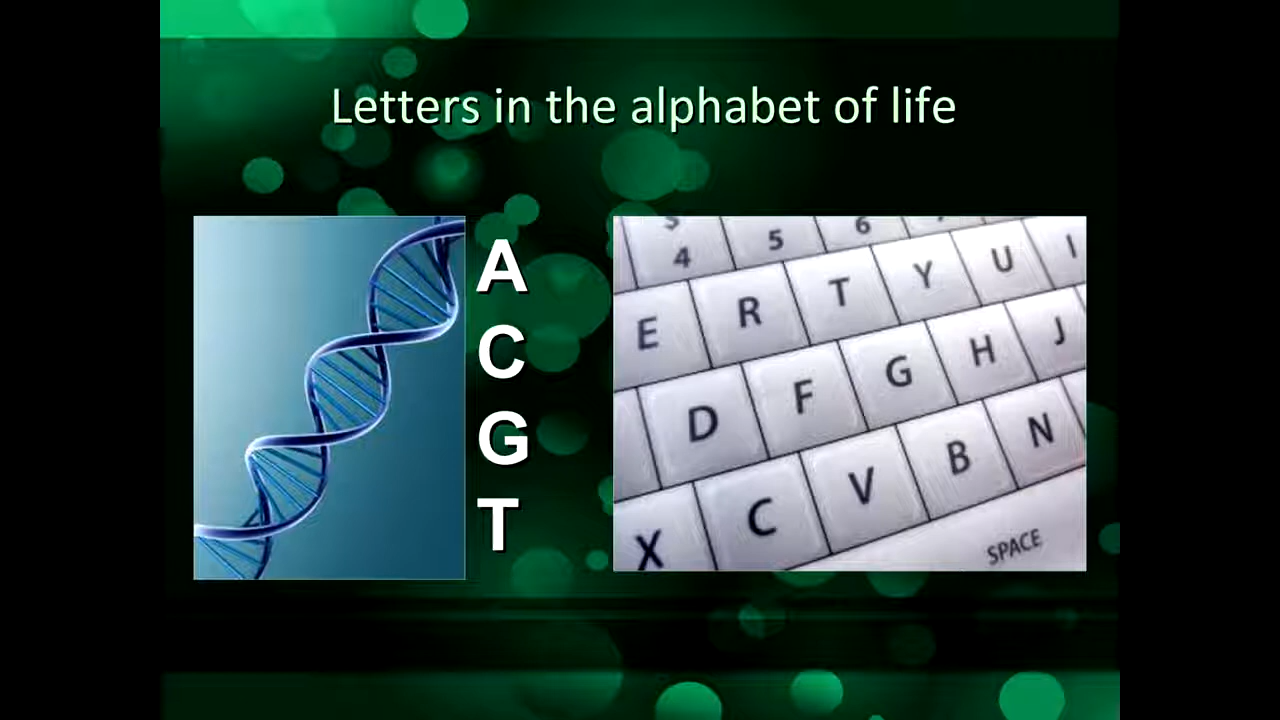 Letters in the alphabet of life
A
C
G
T
$
4 5 6
E R T Y U I
D F G H J
X C V B N
SPACE